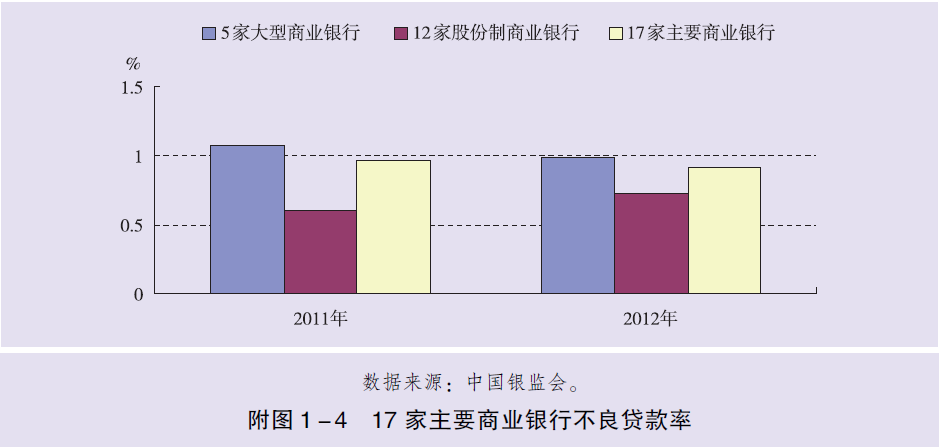 5家大型商业银行 12家股份制商业银行 17家主要商业银行
%
1.5
1
0.5
0
2011年 2012年
数据来源：中国银监会。
附图1-4 17家主要商业银行不良贷款率